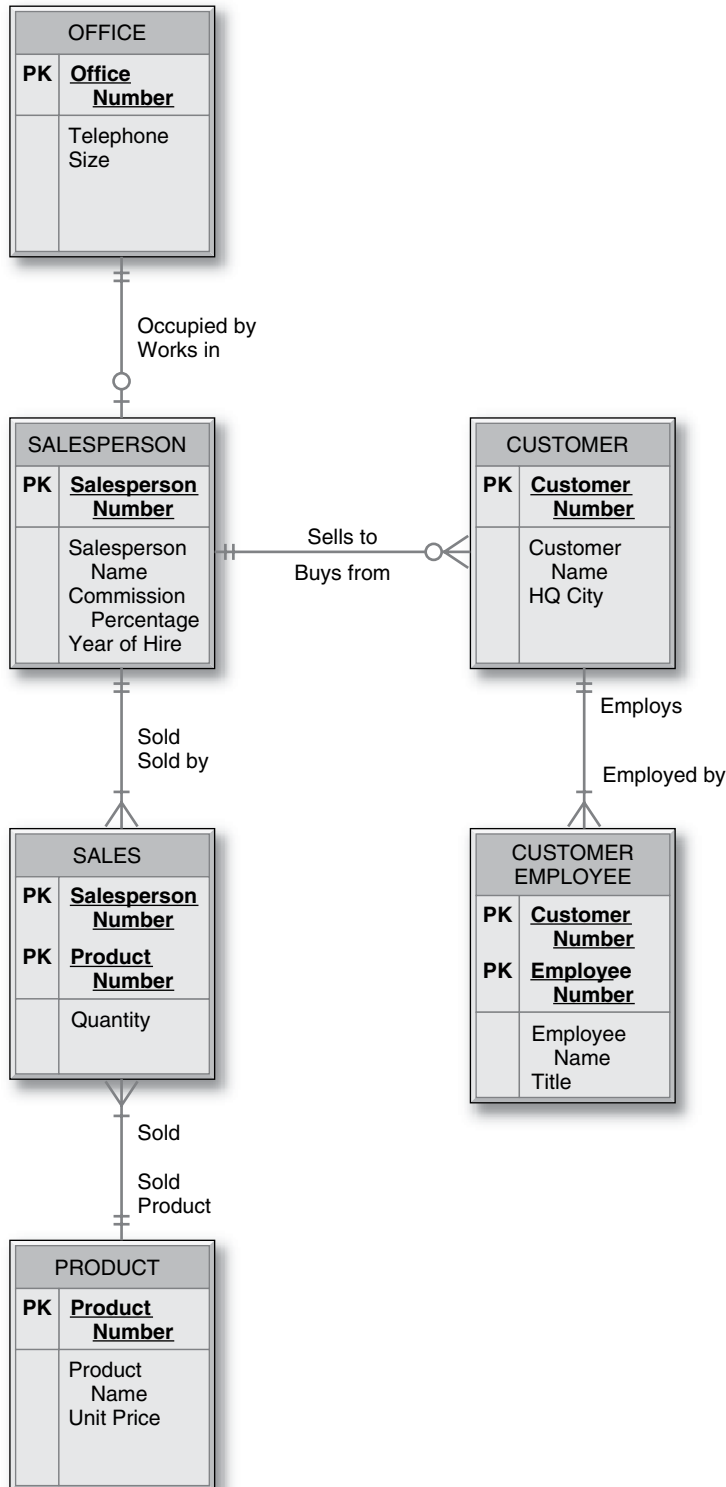 OFFICE
PK Office
Number
Telephone
Size
Occupied by
Works in
SALESPERSON
PK Salesperson
Number
Salesperson
Name
Commission
Percentage
Year of Hire
Sells to
Buys from
CUSTOMER
PK Customer
Number
Customer
Name
HQ City
Sold
Sold by
Employs
Employed by
SALES
PK Salesperson
Number
PK Product
Number
Quantity
CUSTOMER
EMPLOYEE
PK Customer
Number
PK Employee
Number
Employee
Name
Title
Sold
Sold
Product
PRODUCT
PK Product
Number
Product
Name
Unit Price